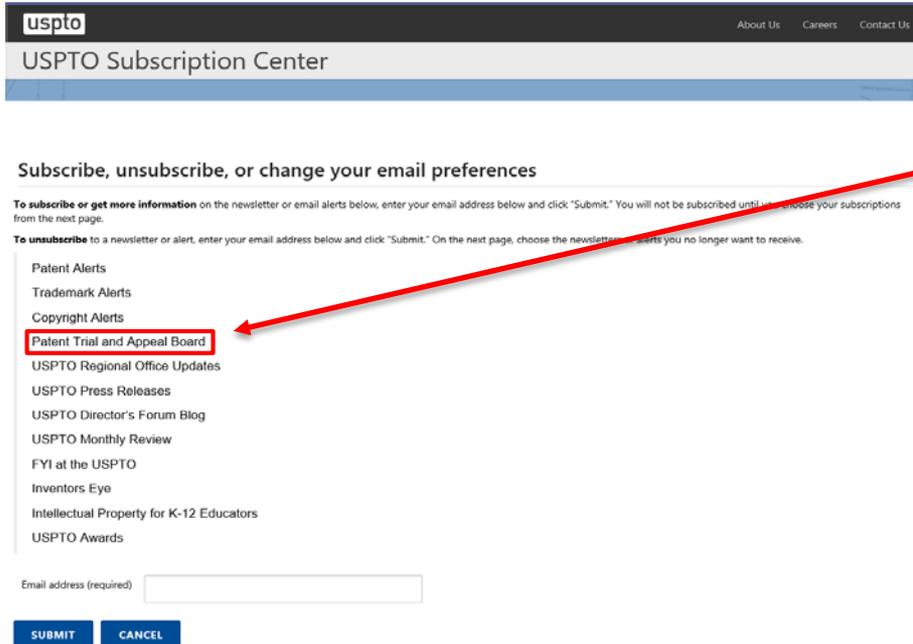 uspto
About Us Careers Contact Us
USPTO Subscription Center
Subscribe, unsubscribe, or change your email preferences
To subscribe or get more information on the newsletter or email alerts below, enter your email address below and click "Submit." You will not be subscribed until you choose your subscriptions
from the next page.
To unsubscribe to a newsletter or alert, enter your email address below and click "Submit." On the next page, choose the newsletters or alerts you no longer want to receive.
Patent Alerts
Trademark Alerts
Copyright Alerts
Patent Trial and Appeal Board
USPTO Regional Office Updates
USPTO Press Releases
USPTO Director's Forum Blog
USPTO Monthly Review
FYI at the USPTO
Inventors Eye
Intellectual Property for K-12 Educators
USPTO Awards
Email address (required)
SUBMIT CANCEL